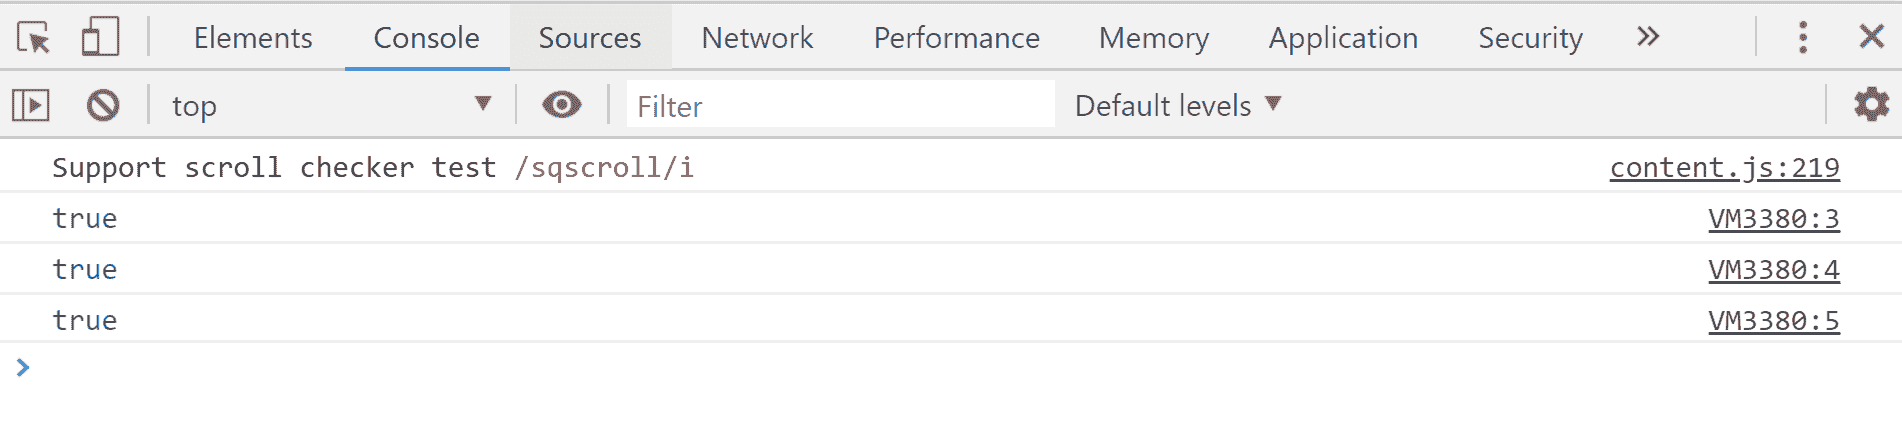 Elements Console Sources Network Performance Memory Application Security »
top ▼ Filter Default levels ▼
Support scroll checker test /sqscroll/i content.js:219
true VM3380:3
true VM3380:4
true VM3380:5